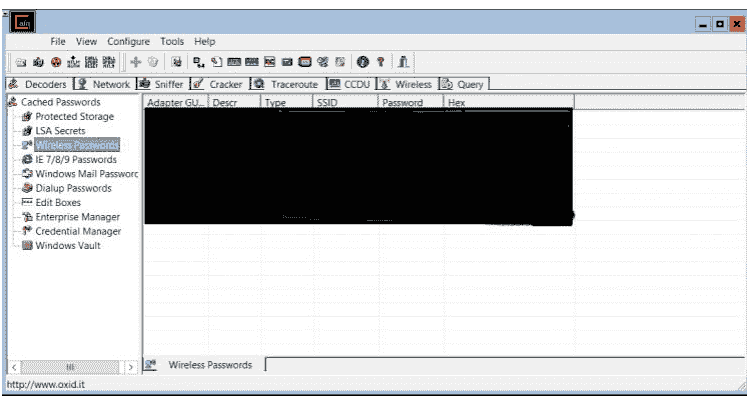 Cain
File View Configure Tools Help
Decoders Network Sniffer Cracker Traceroute CCDU Wireless Query
Cached Passwords
Protected Storage
LSA Secrets
Wireless Passwords
IE 7/8/9 Passwords
Windows Mail Passworc
Dialup Passwords
Edit Boxes
Enterprise Manager
Credential Manager
Windows Vault
Adapter GU... Descr Type SSID Password Hex
Wireless Passwords
http://www.oxid.it